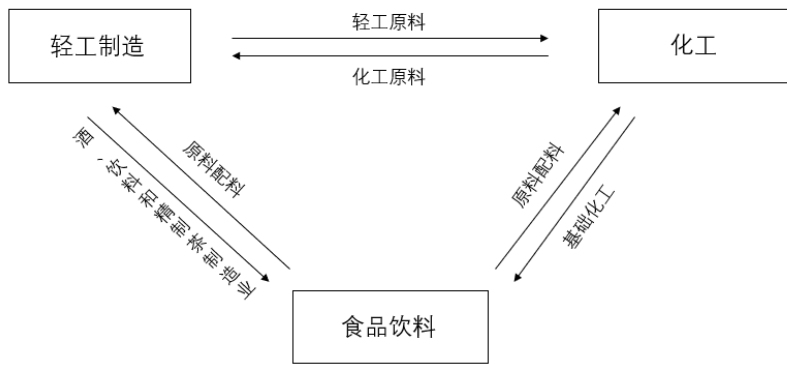 轻工制造
轻工原料
化工
化工原料
酒、饮料和精制茶制造业
原料配料
原料配料
基础化工
食品饮料